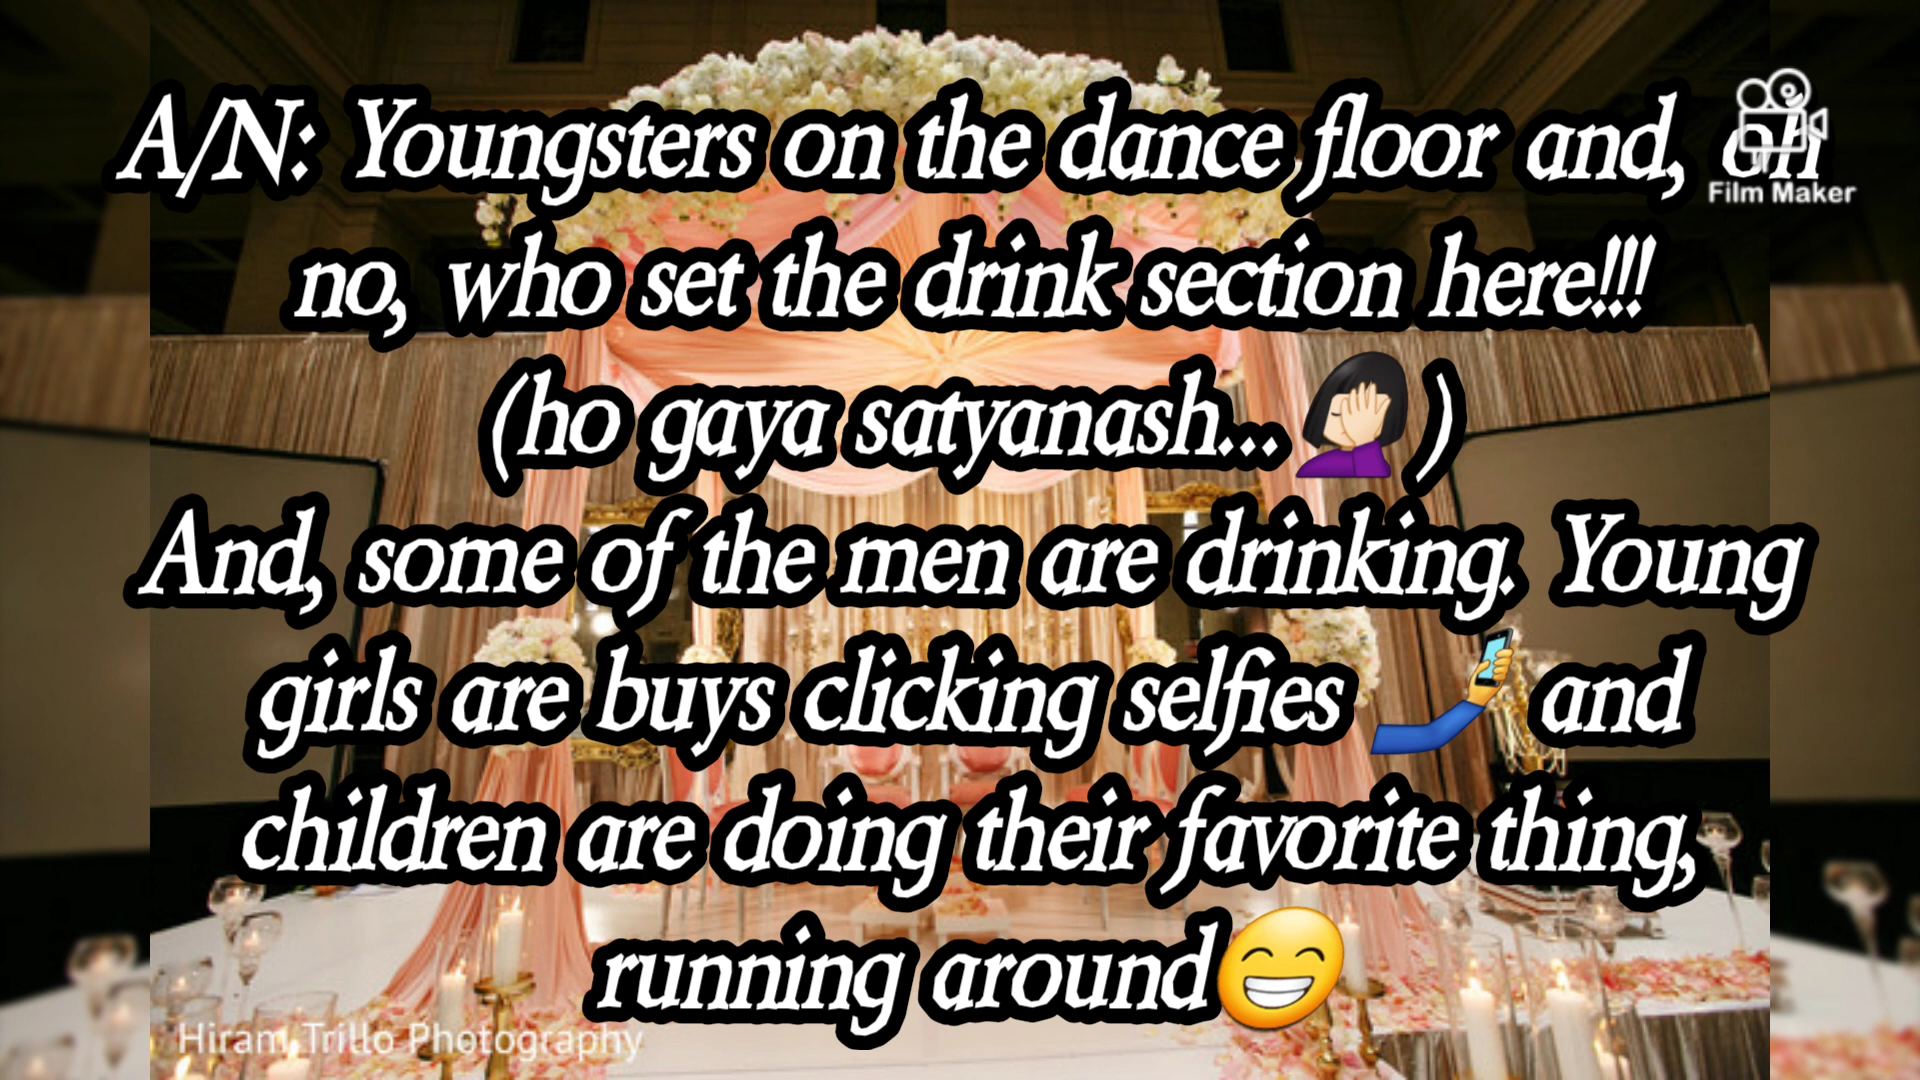 A/N: Youngsters on the dance floor and, oh
no, who set the drink section here!!!
(ho gaya satyanash...🤦🏻‍♀️)
And, some of the men are drinking. Young
girls are buys clicking selfies🤳 and
children are doing their favorite thing,
running around😁
Film Maker
Hiram Trillo Photography